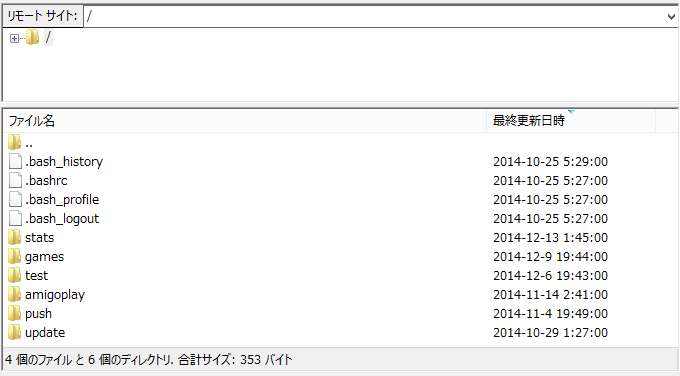 リモート サイト: /
/
ファイル名 最終更新日時
..
.bash_history 2014-10-25 5:29:00
.bashrc 2014-10-25 5:27:00
.bash_profile 2014-10-25 5:27:00
.bash_logout 2014-10-25 5:27:00
stats 2014-12-13 1:45:00
games 2014-12-9 19:44:00
test 2014-12-6 19:43:00
amigoplay 2014-11-14 2:41:00
push 2014-11-4 19:49:00
update 2014-10-29 1:27:00
4 個のファイル と 6 個のディレクトリ. 合計サイズ: 353 バイト